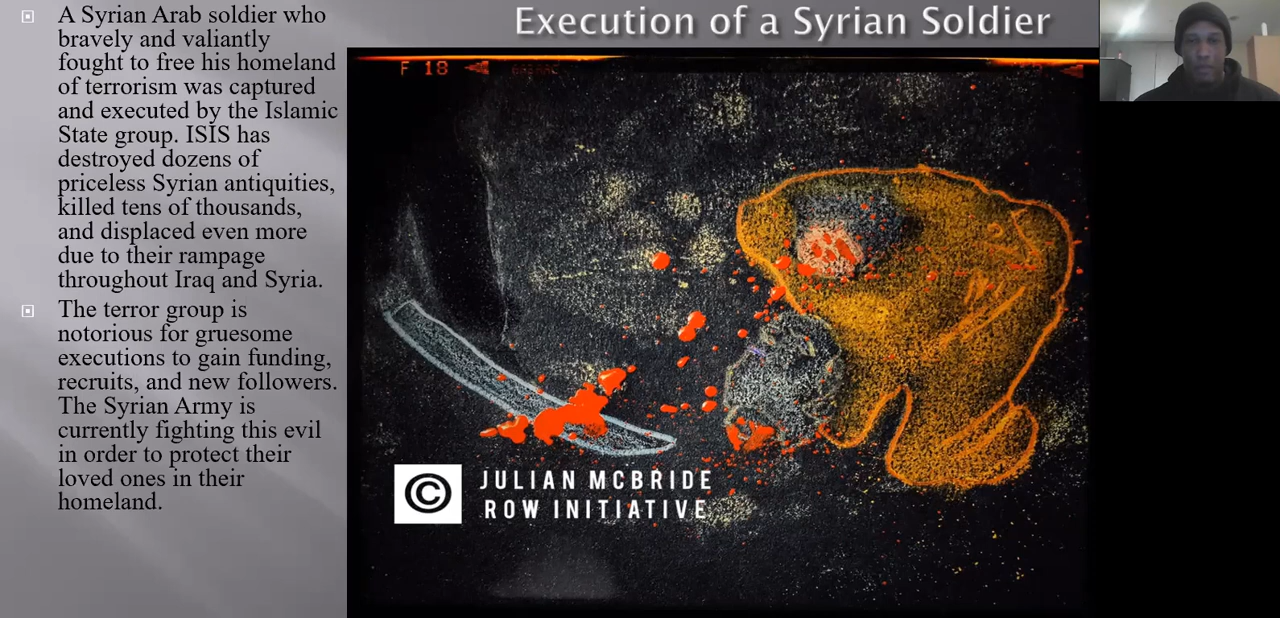 Execution of a Syrian Soldier
A Syrian Arab soldier who
bravely and valiantly
fought to free his homeland
of terrorism was captured
and executed by the Islamic
State group. ISIS has
destroyed dozens of
priceless Syrian antiquities,
killed tens of thousands,
and displaced even more
due to their rampage
throughout Iraq and Syria.
The terror group is
notorious for gruesome
executions to gain funding,
recruits, and new followers.
The Syrian Army is
currently fighting this evil
in order to protect their
loved ones in their
homeland.
F 18
©
JULIAN MCBRIDE
ROW INITIATIVE